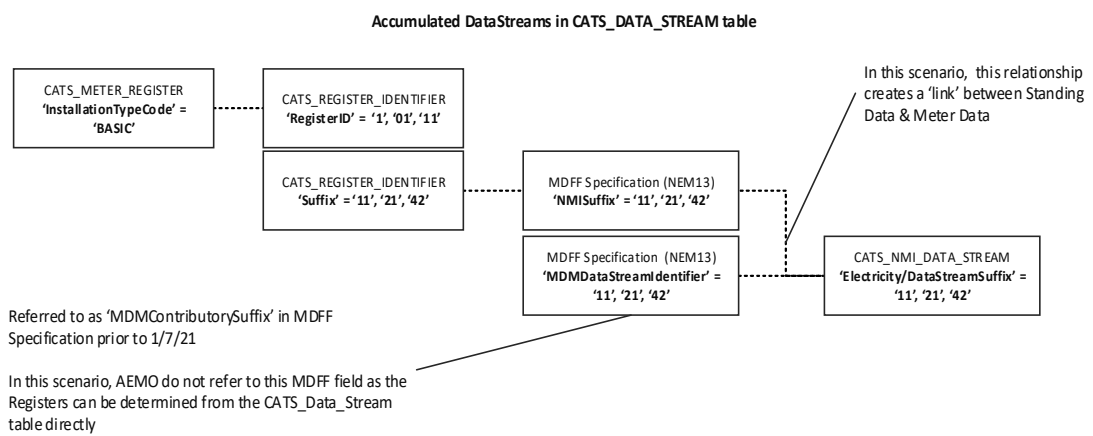 Accumulated DataStreams in CATS_DATA_STREAM table
CATS_METER_REGISTER
‘InstallationTypeCode’ =
‘BASIC’
CATS_REGISTER_IDENTIFIER
‘RegisterID’ = ‘1’, ‘01’, ‘11’
In this scenario, this relationship
creates a ‘link’ between Standing
Data & Meter Data
CATS_REGISTER_IDENTIFIER
‘Suffix’ = ‘11’, ‘21’, ‘42’
MDFF Specification (NEM13)
‘NMISuffix’ = ‘11’, ‘21’, ‘42’
MDFF Specification (NEM13)
‘MDMDataStreamIdentifier’ =
‘11’, ‘21’, ‘42’
CATS_NMI_DATA_STREAM
‘Electricity/DataStreamSuffix’ =
‘11’, ‘21’, ‘42’
Referred to as ‘MDMContributorySuffix’ in MDFF
Specification prior to 1/7/21
In this scenario, AEMO do not refer to this MDFF field as the
Registers can be determined from the CATS_Data_Stream
table directly